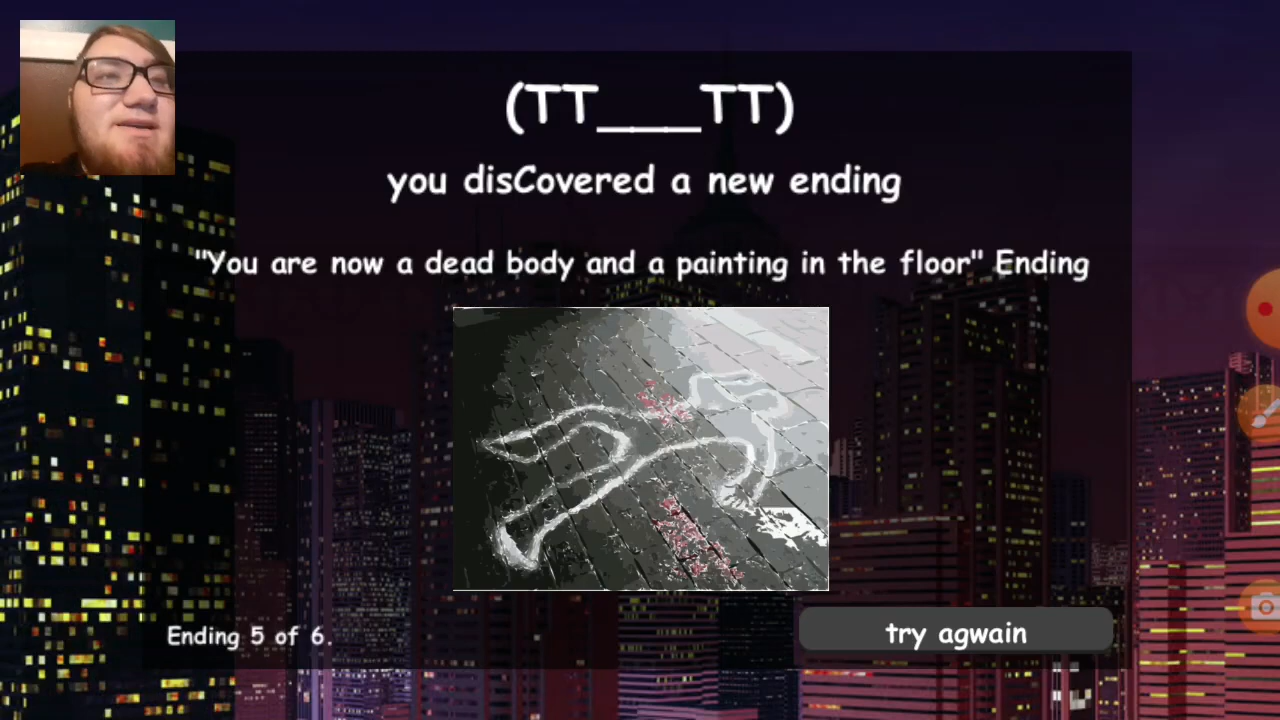 (TT___TT)
you disCovered a new ending
"You are now a dead body and a painting in the floor" Ending
Ending 5 of 6.
try agwain